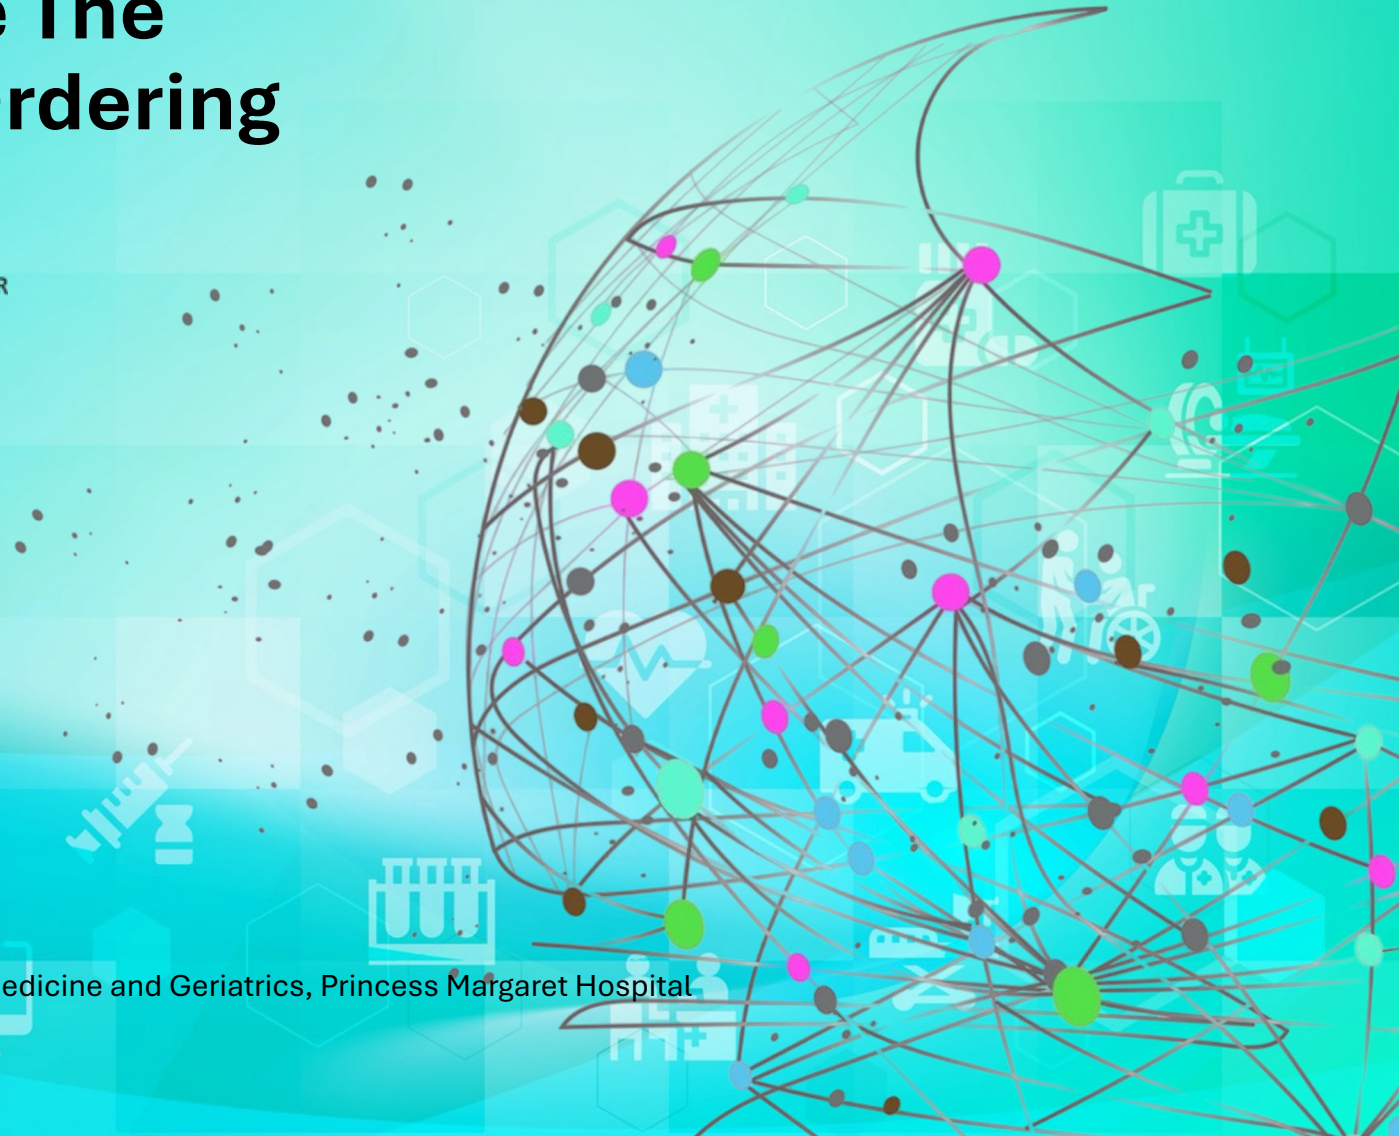 e The
rdering
R
edicine and Geriatrics, Princess Margaret Hospital